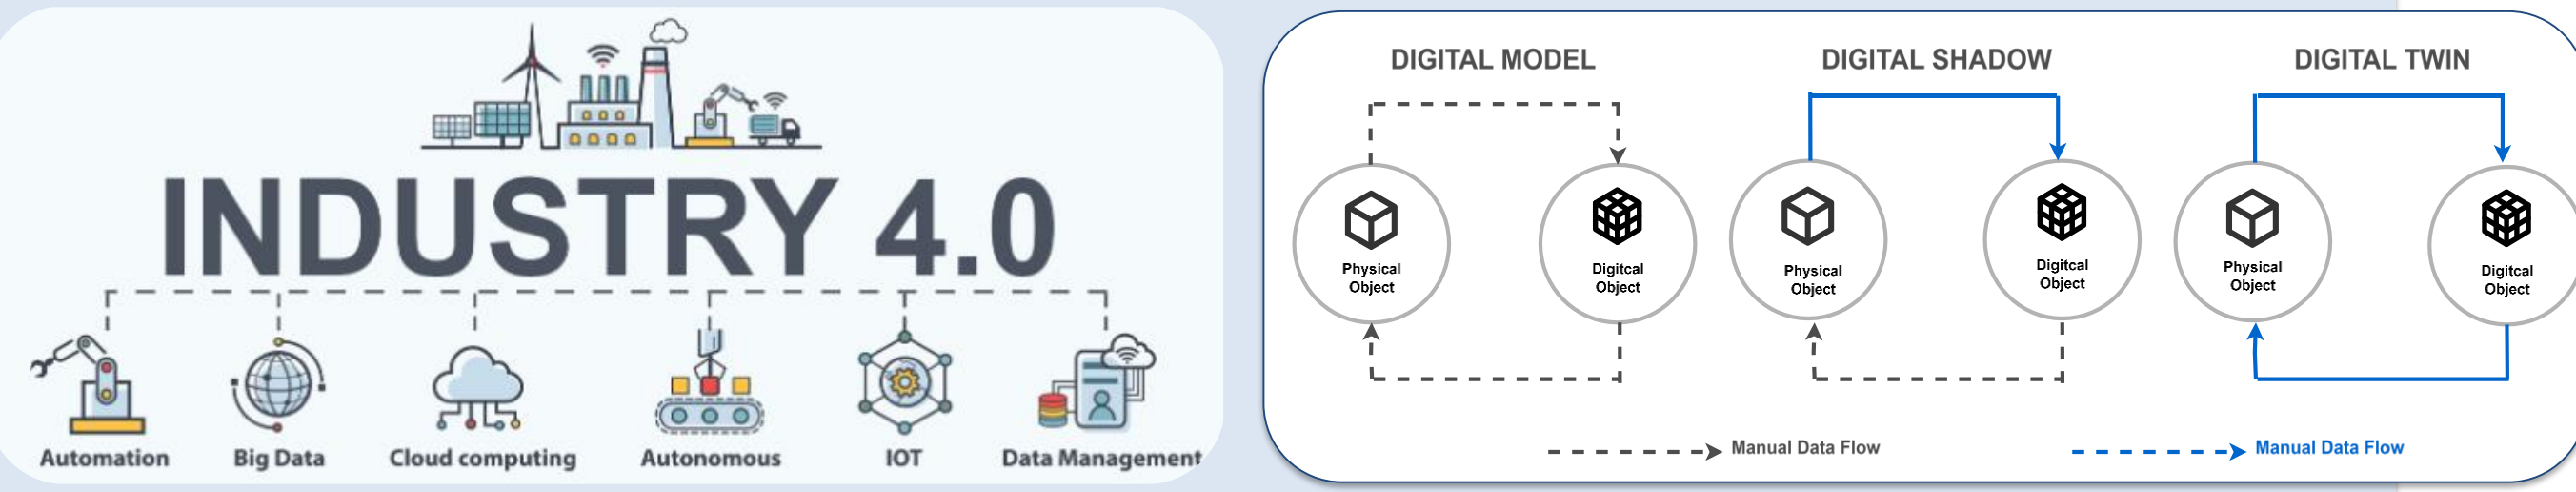 INDUSTRY 4.0
Automation
Big Data
Cloud computing
Autonomous
IOT
Data Management
DIGITAL MODEL
DIGITAL SHADOW
DIGITAL TWIN
Physical
Object
Digitcal
Object
Physical
Object
Digitcal
Object
Physical
Object
Digitcal
Object
Manual Data Flow
Manual Data Flow